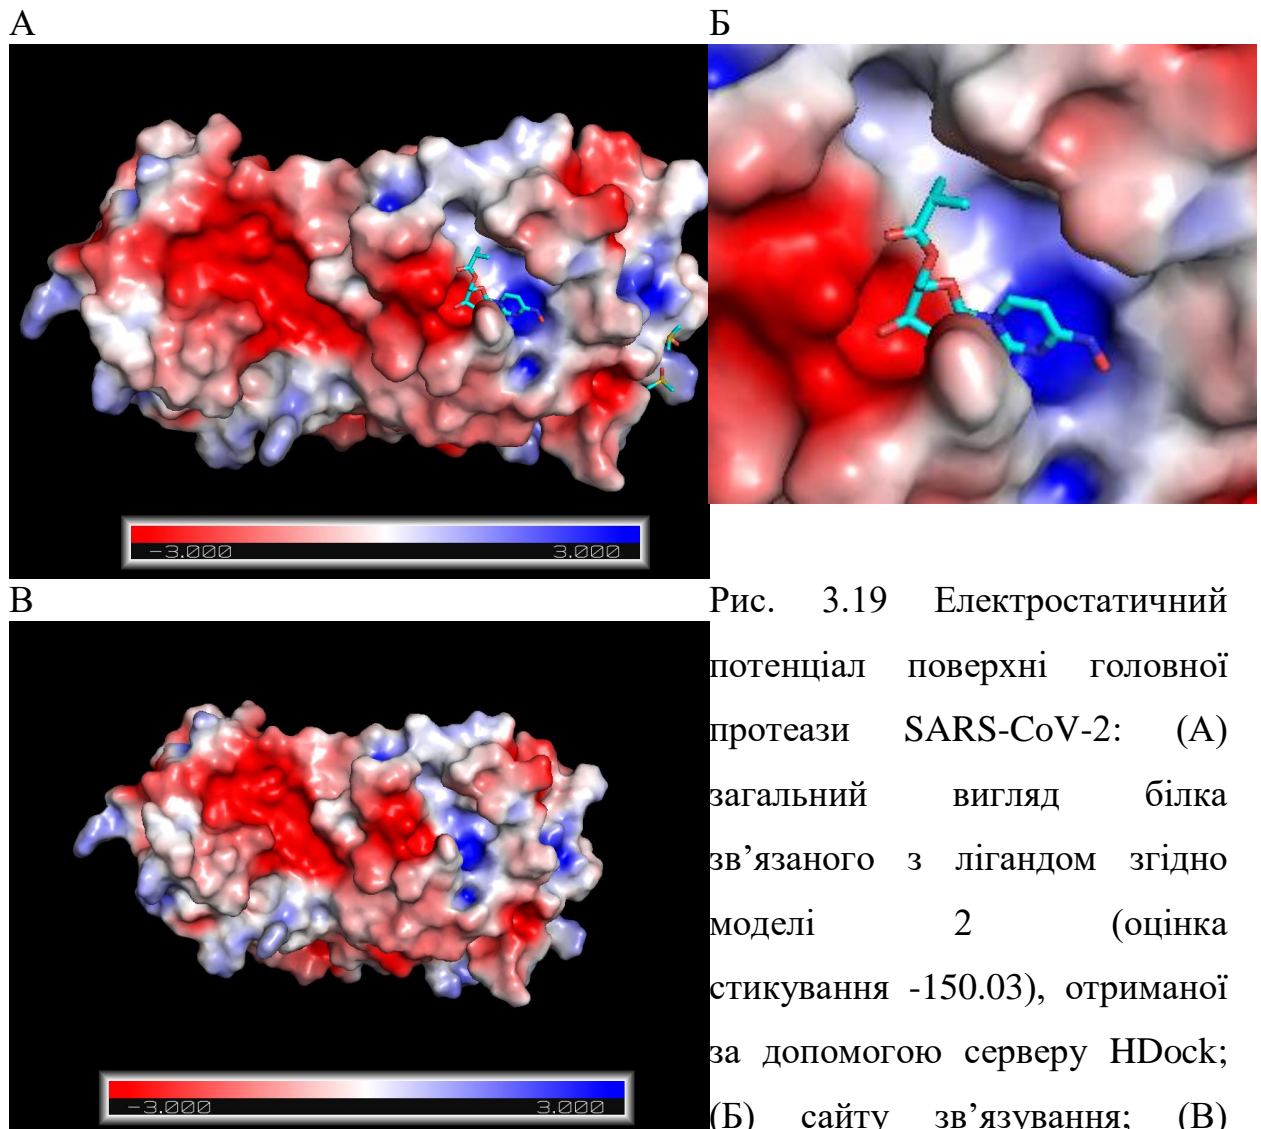 А
Б
-3.000 3.000
В
Рис. 3.19 Електростатичний
потенціал поверхні головної
протеази SARS-CoV-2: (А)
загальний вигляд білка
зв’язаного з лігандом згідно
моделі 2 (оцінка
стикування -150.03), отриманої
за допомогою серверу HDock;
(Б) сайту зв’язування; (В)
-3.000 3.000